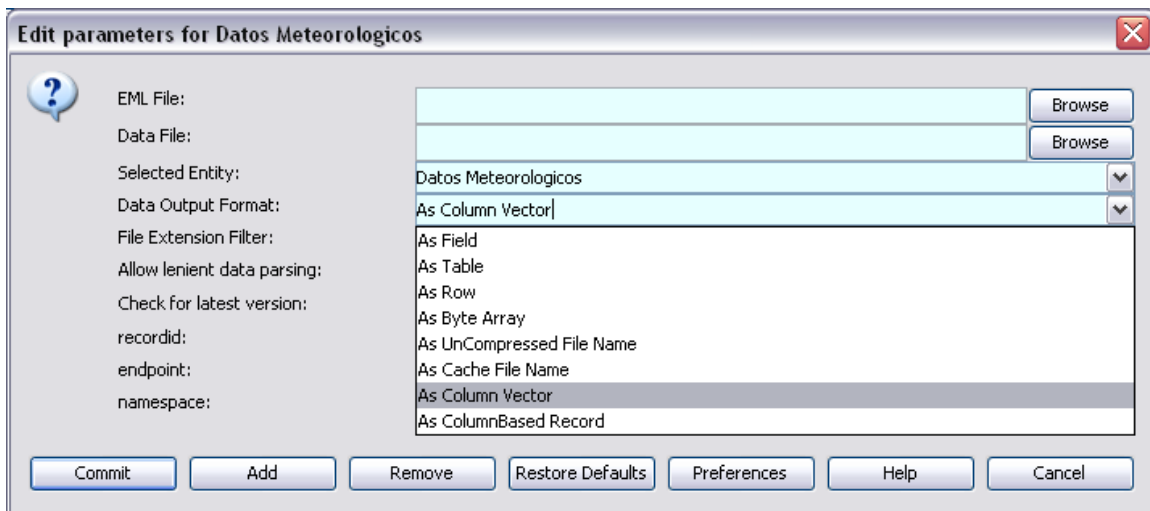 Edit parameters for Datos Meteorologicos
EML File:
Browse
Data File:
Browse
Selected Entity:
Datos Meteorologicos
Data Output Format:
As Column Vector
File Extension Filter:
As Field
Allow lenient data parsing:
As Table
Check for latest version:
As Row
recordid:
As Byte Array
endpoint:
As UnCompressed File Name
namespace:
As Cache File Name
As Column Vector
As ColumnBased Record
Commit
Add
Remove
Restore Defaults
Preferences
Help
Cancel